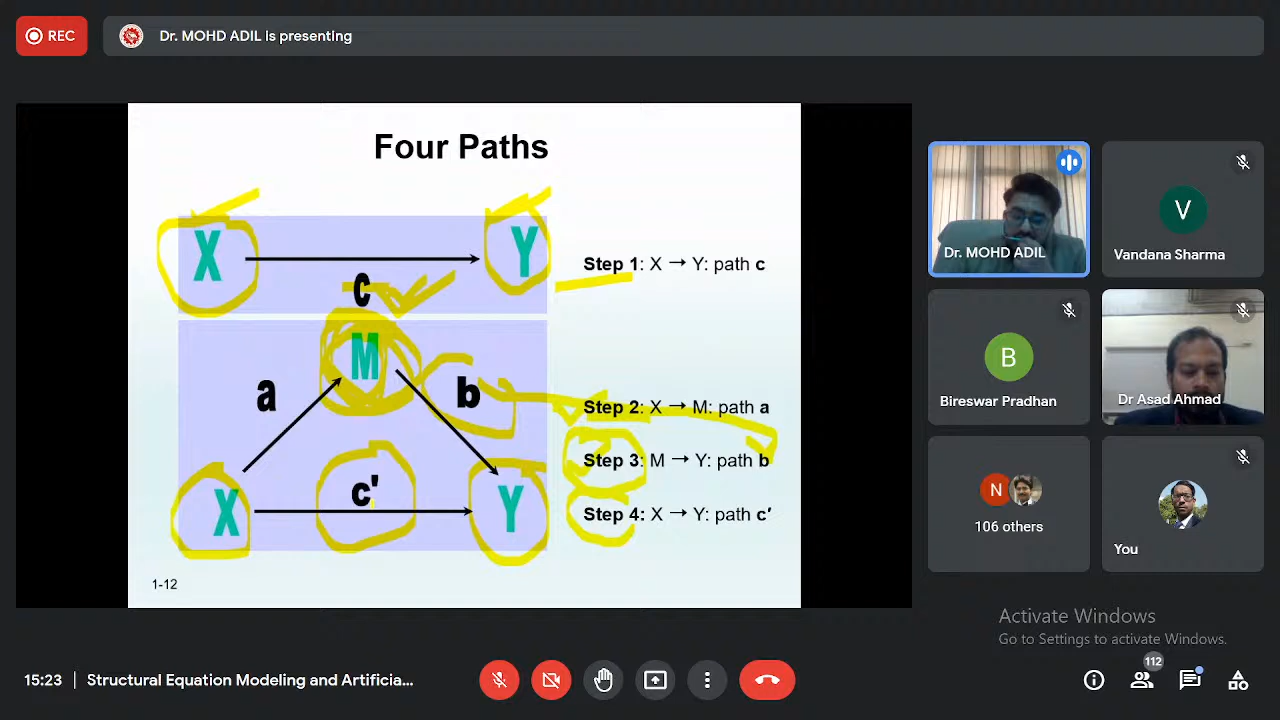 REC
Dr. MOHD ADIL is presenting
Four Paths
X
Y
c
Step 1: X → Y: path c
M
a
b
Step 2: X → M: path a
Step 3: M → Y: path b
c'
X
Y
Step 4: X → Y: path c′
1-12
Dr. MOHD ADIL
V
Vandana Sharma
B
Bireswar Pradhan
Dr Asad Ahmad
N
106 others
You
Activate Windows
Go to Settings to activate Windows.
15:23
Structural Equation Modeling and Artificia...
112